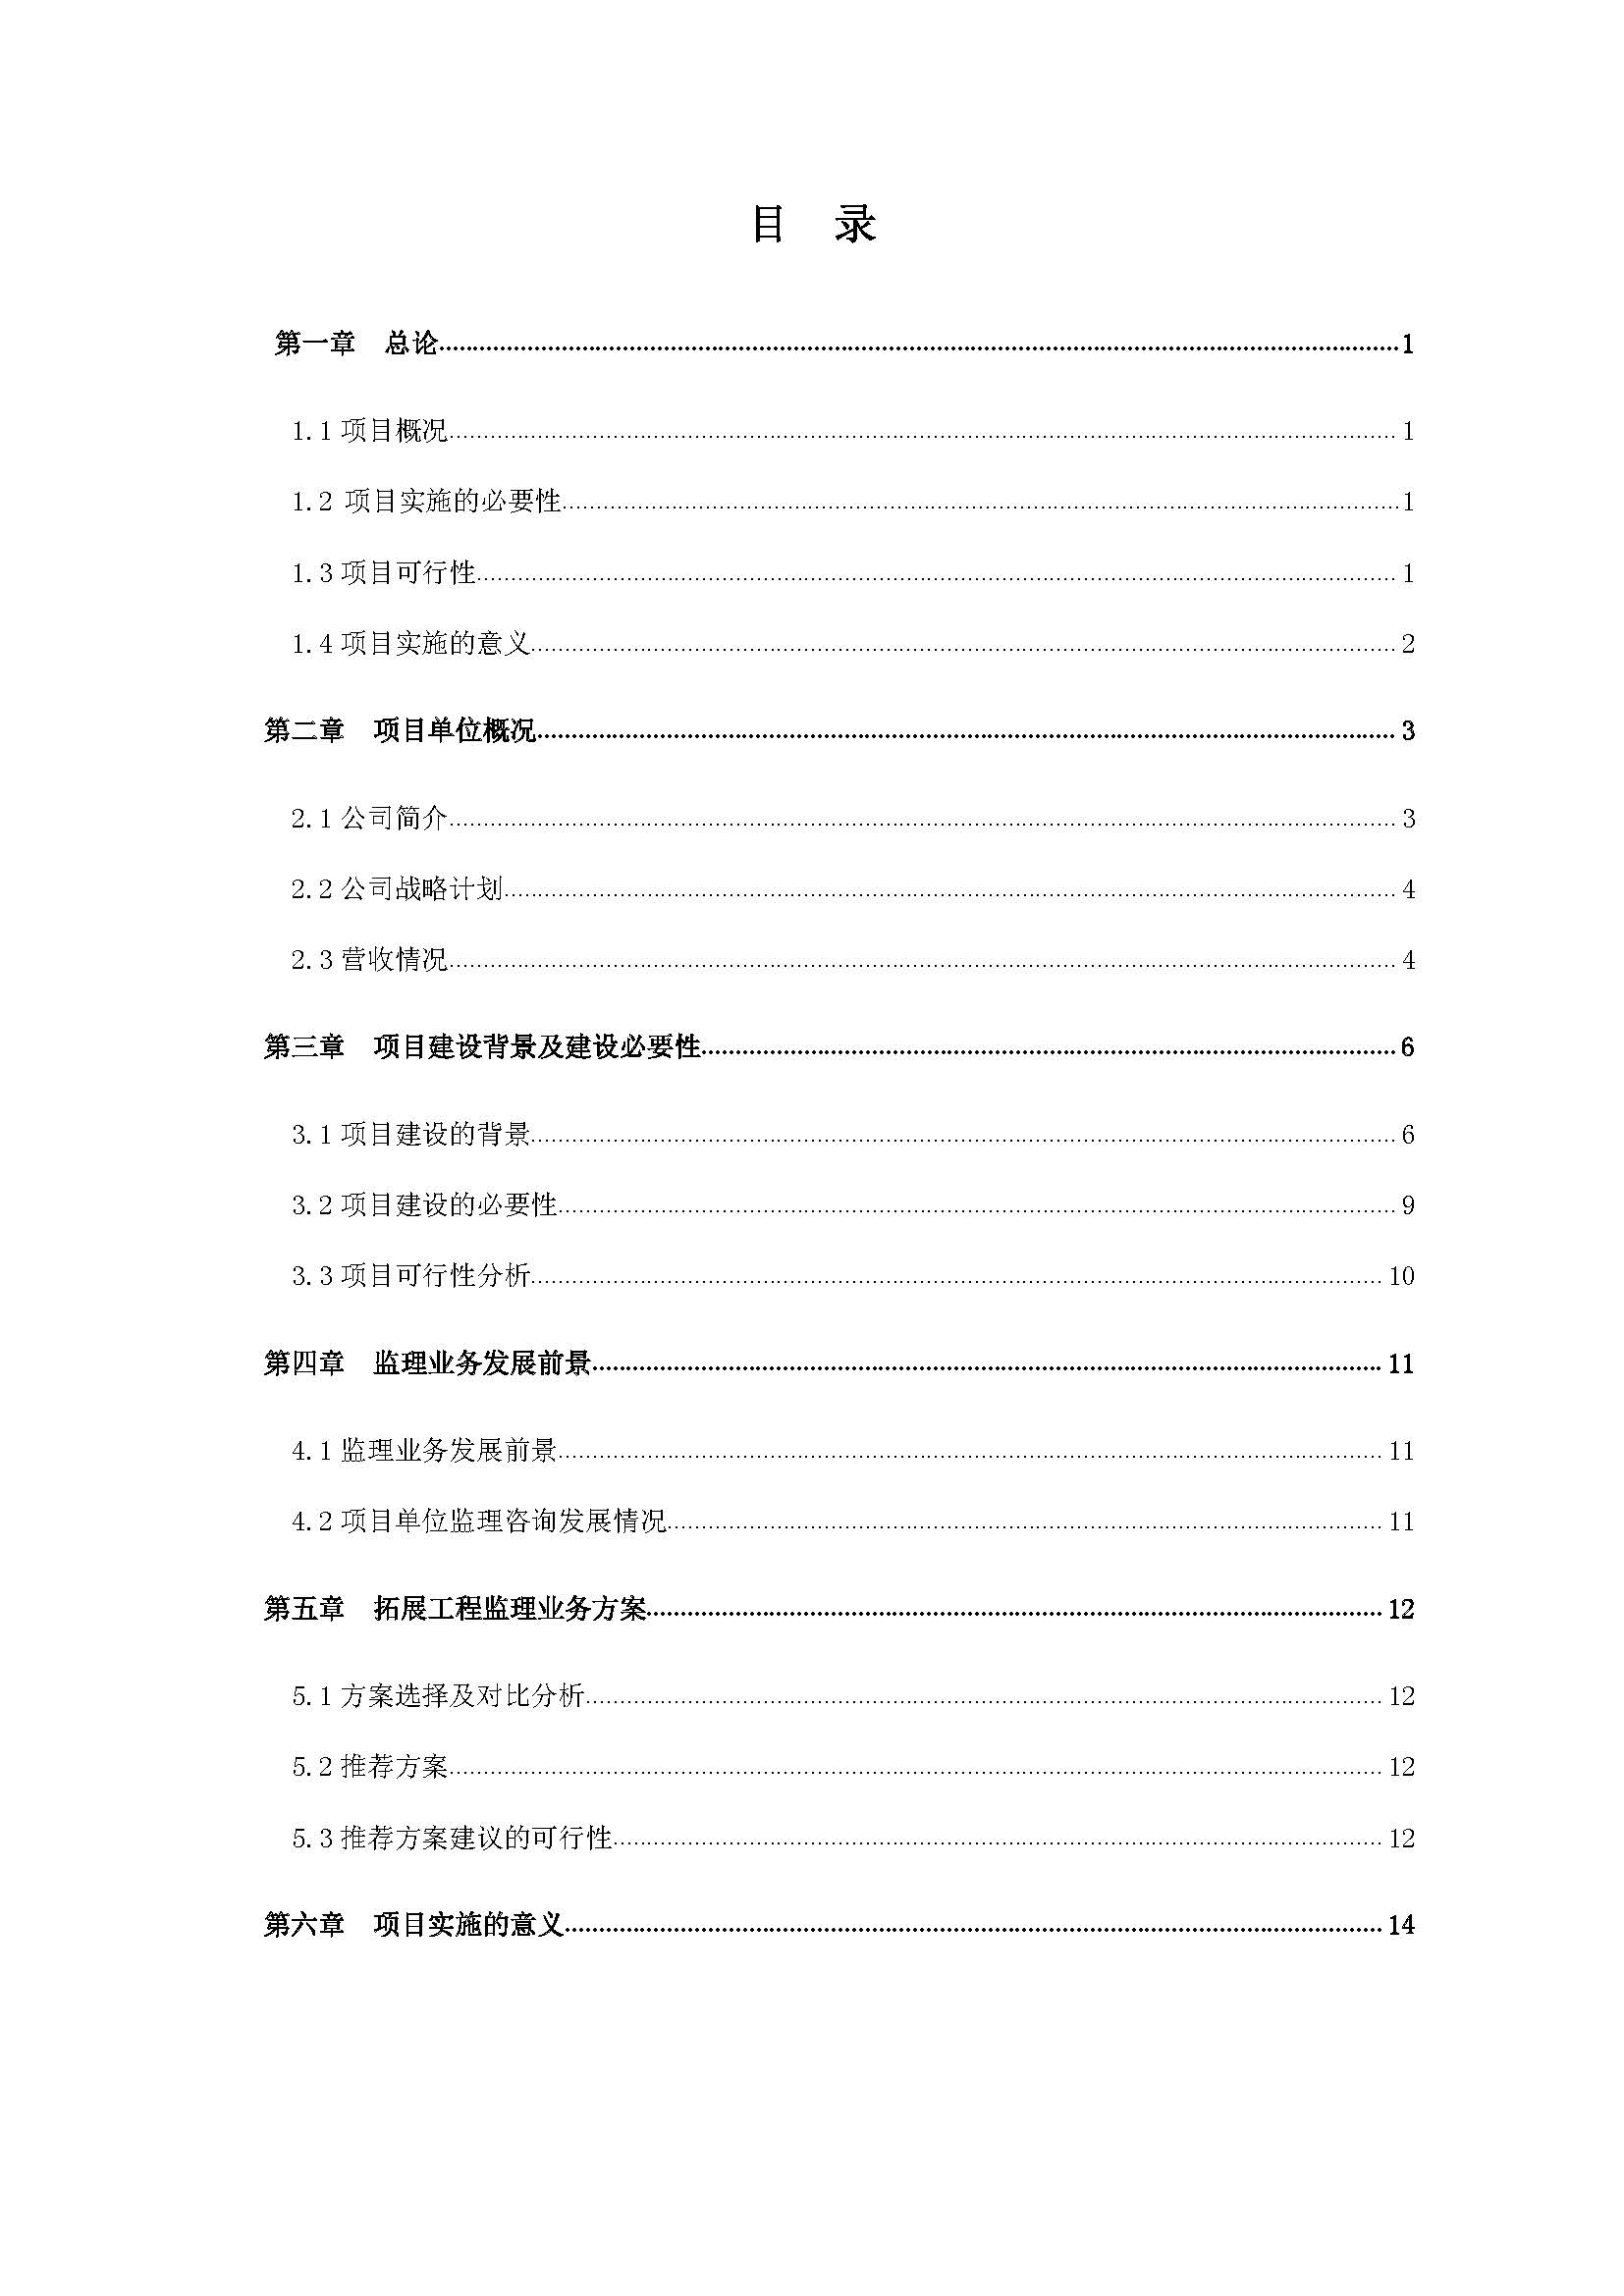 目　录
第一章　总论................................1
1.1 项目概况................................1
1.2 项目实施的必要性................................1
1.3 项目可行性................................1
1.4 项目实施的意义................................2
第二章　项目单位概况................................3
2.1 公司简介................................3
2.2 公司战略计划................................4
2.3 营收情况................................4
第三章　项目建设背景及建设必要性................................6
3.1 项目建设的背景................................6
3.2 项目建设的必要性................................9
3.3 项目可行性分析................................10
第四章　监理业务发展前景................................11
4.1 监理业务发展前景................................11
4.2 项目单位监理咨询发展情况................................11
第五章　拓展工程监理业务方案................................12
5.1 方案选择及对比分析................................12
5.2 推荐方案................................12
5.3 推荐方案建议的可行性................................12
第六章　项目实施的意义................................14